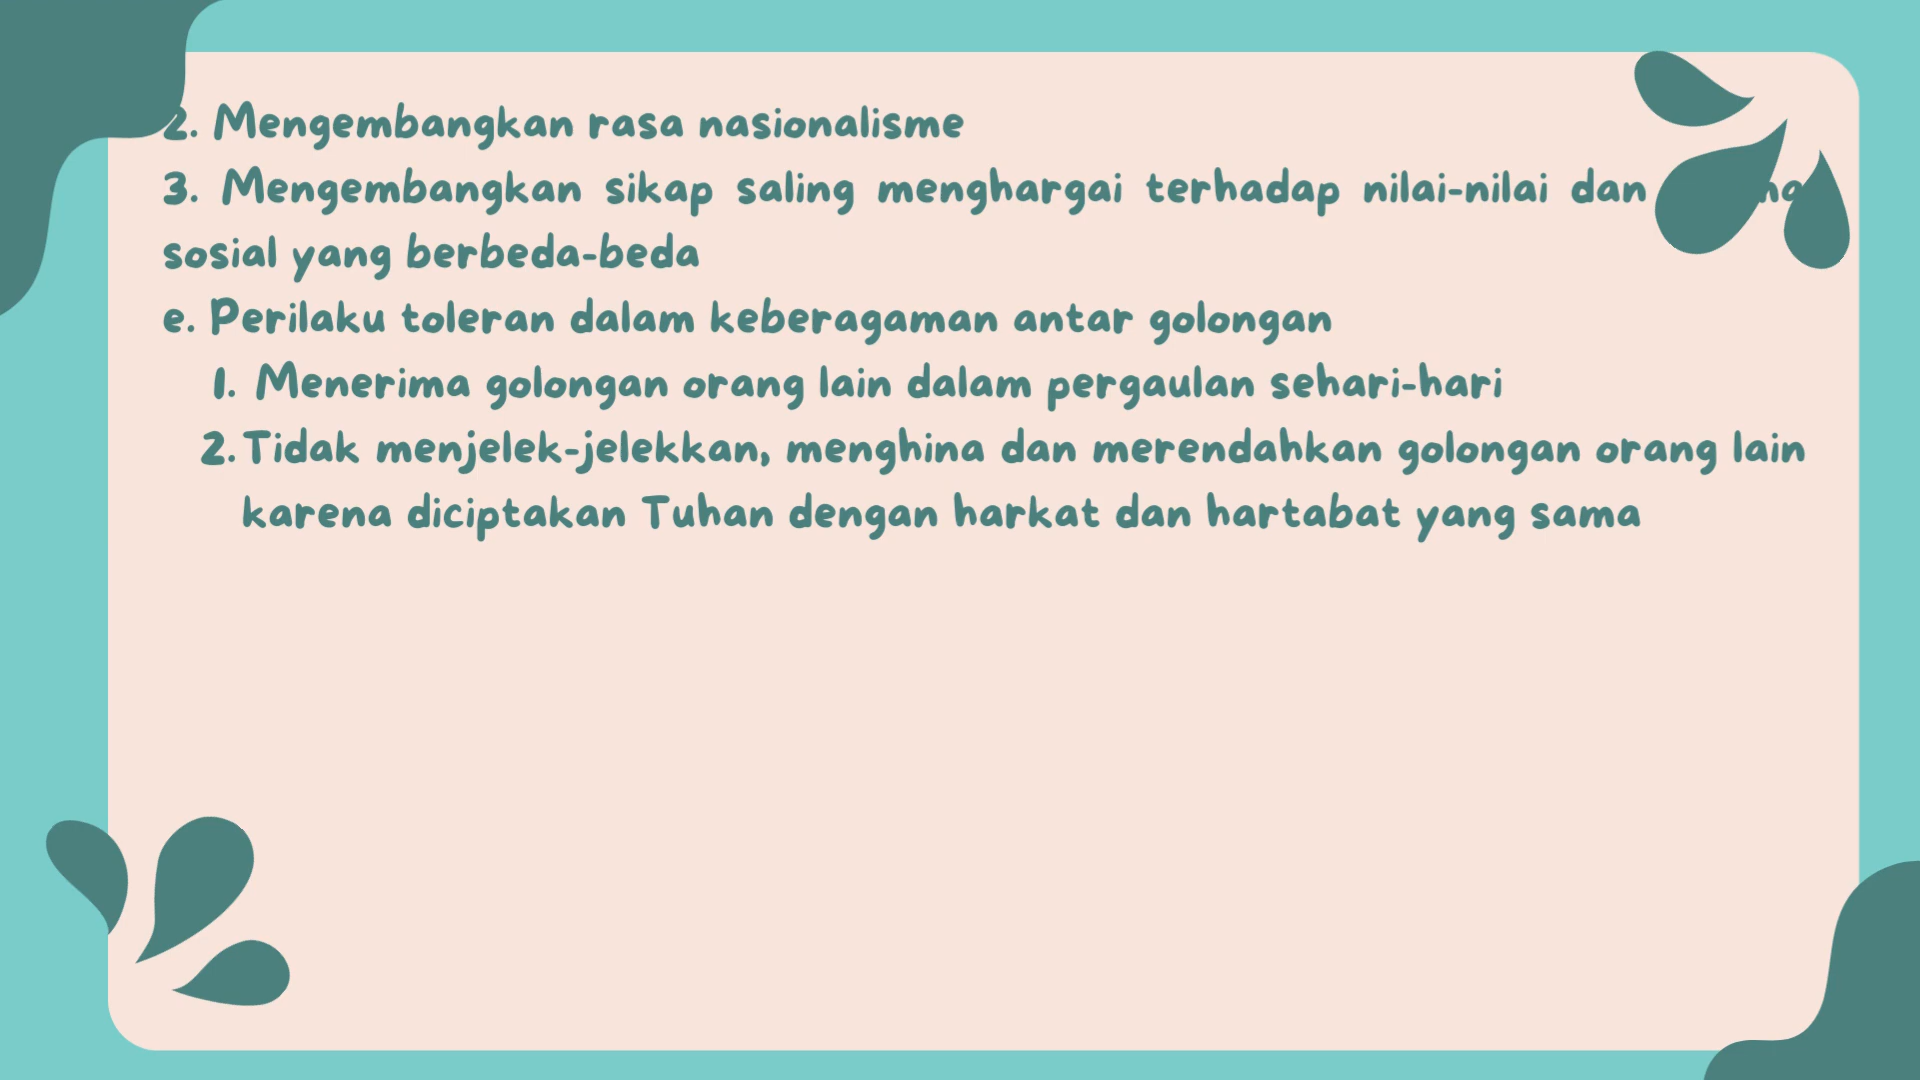 2. Mengembangkan rasa nasionalisme
3. Mengembangkan sikap saling menghargai terhadap nilai-nilai dan
sosial yang berbeda-beda
e. Perilaku toleran dalam keberagaman antar golongan
1. Menerima golongan orang lain dalam pergaulan sehari-hari
2. Tidak menjelek-jelekkan, menghina dan merendahkan golongan orang lain
karena diciptakan Tuhan dengan harkat dan hartabat yang sama